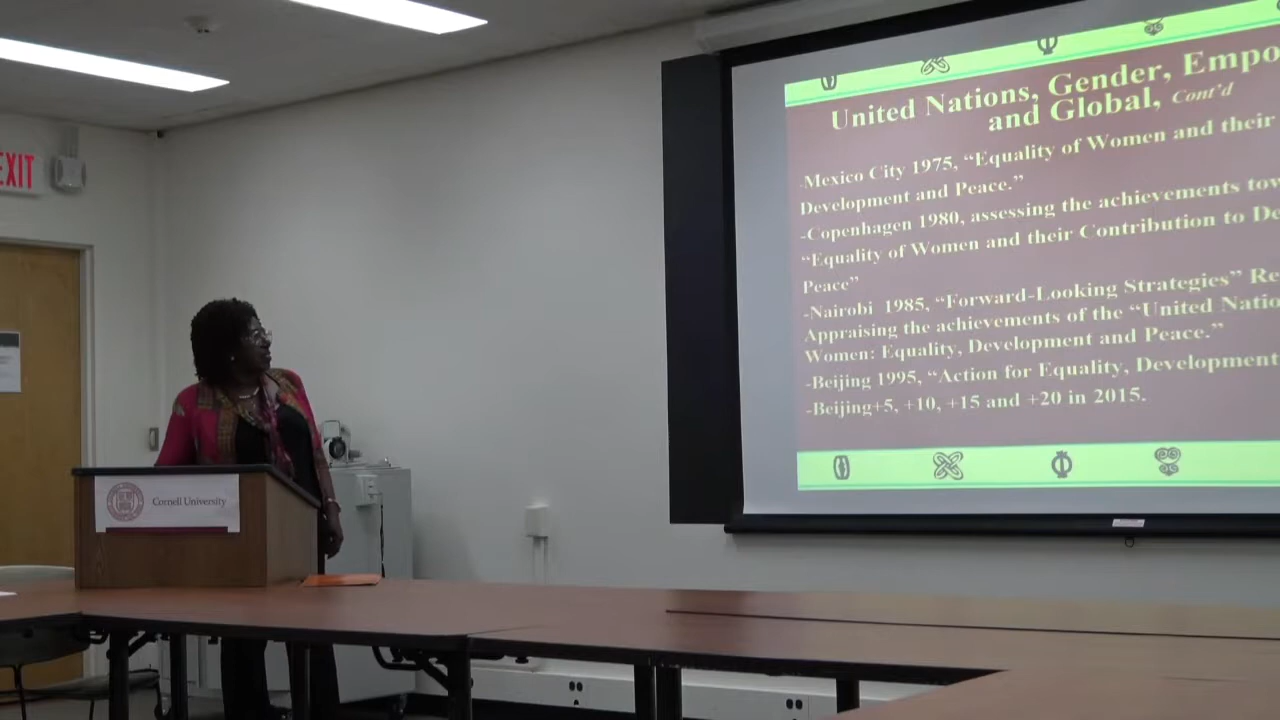 EXIT
Cornell University
United Nations, Gender, Empo
and Global, Cont'd
-Mexico City 1975, “Equality of Women and their
Development and Peace.”
-Copenhagen 1980, assessing the achievements tow
“Equality of Women and their Contribution to De
Peace”
-Nairobi 1985, “Forward-Looking Strategies” Re
Appraising the achievements of the “United Natio
Women: Equality, Development and Peace.”
-Beijing 1995, “Action for Equality, Development
-Beijing+5, +10, +15 and +20 in 2015.